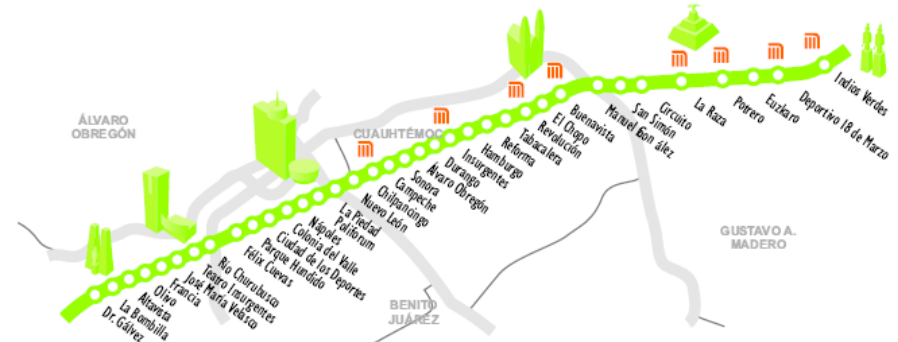 ÁLVARO
OBREGÓN
CUAUHTÉMOC
GUSTAVO A.
MADERO
BENITO
JUÁREZ
Dr. Gálvez
La Bombilla
Altavista
Olivo
Francia
José María Velasco
Teatro Insurgentes
Río Churubusco
Félix Cuevas
Parque Hundido
Ciudad de los Deportes
Colonia del Valle
Nápoles
Poliforum
La Piedad
Nuevo León
Chilpancingo
Campeche
Sonora
Álvaro Obregón
Durango
Insurgentes
Hamburgo
Reforma
Tabacalera
Revolución
El Chopo
Buenavista
Manuel Gon ález
San Simón
Circuito
La Raza
Potrero
Euzkaro
Deportivo 18 de Marzo
Indios Verdes